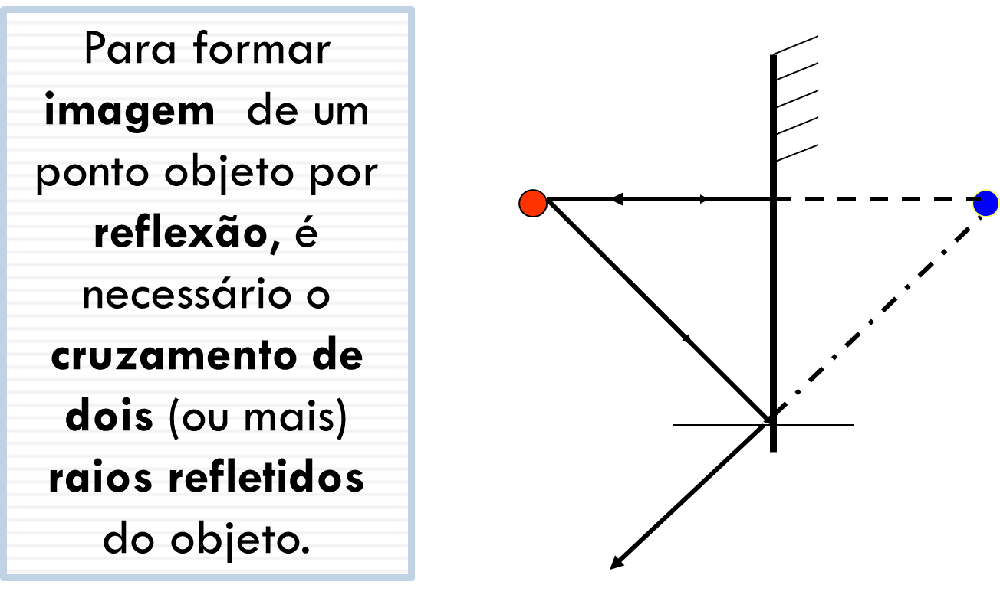 Para formar
imagem de um
ponto objeto por
reflexão, é
necessário o
cruzamento de
dois (ou mais)
raios refletidos
do objeto.